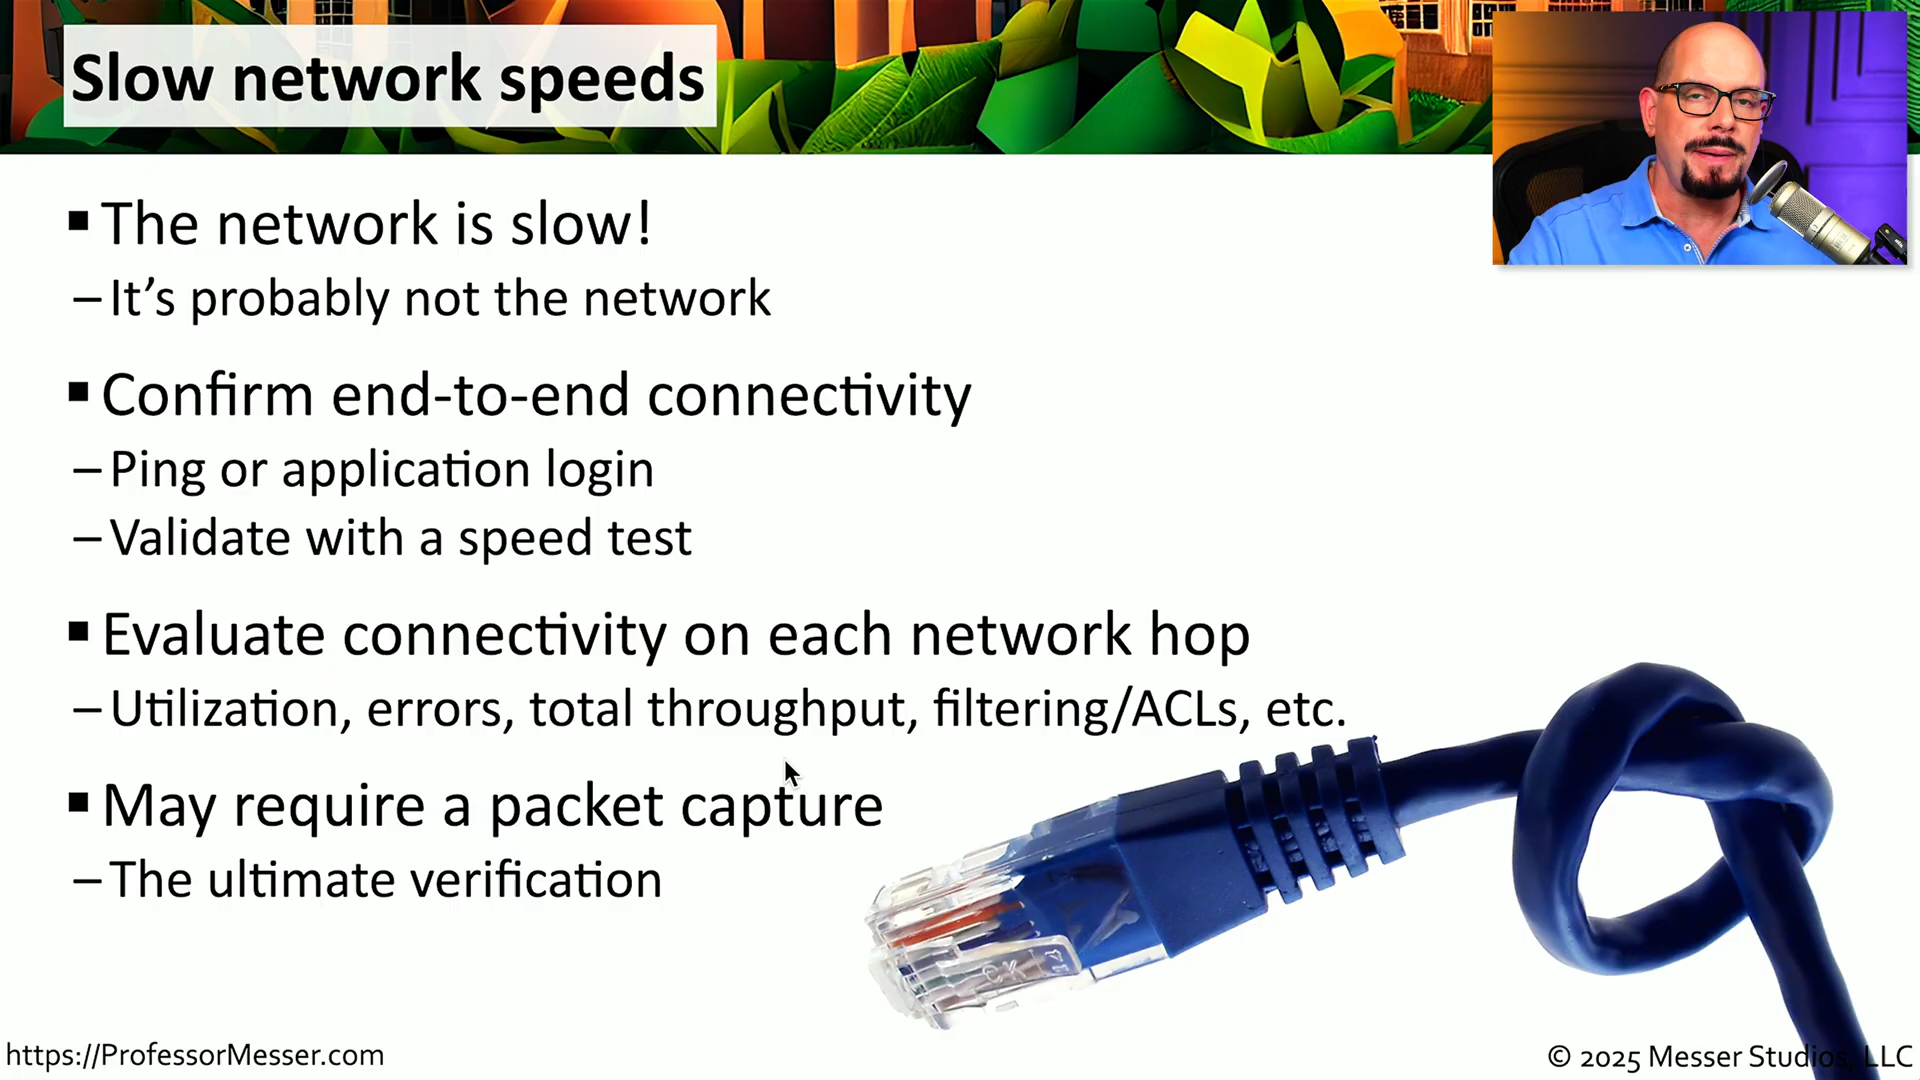 Slow network speeds
▪ The network is slow!
– It's probably not the network
▪ Confirm end-to-end connectivity
– Ping or application login
– Validate with a speed test
▪ Evaluate connectivity on each network hop
– Utilization, errors, total throughput, filtering/ACLs, etc.
▪ May require a packet capture
– The ultimate verification
https://ProfessorMesser.com
© 2025 Messer Studios, LLC